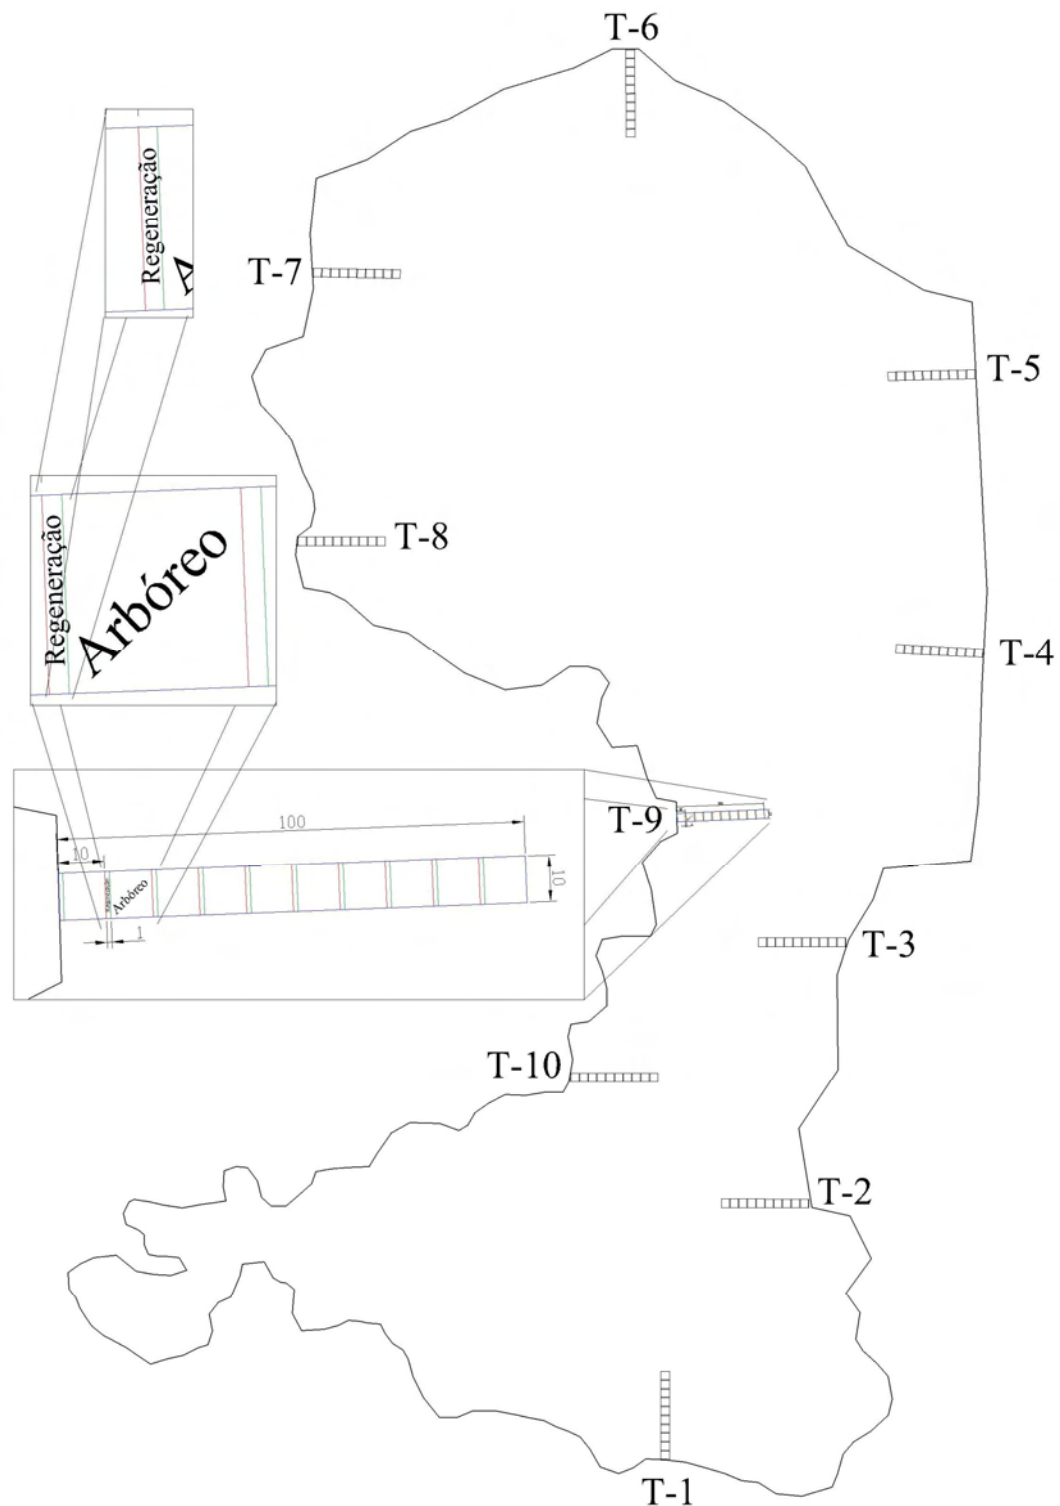 T-6
Regeneração
A
T-7
T-5
Regeneração
Arbóreo
T-8
T-4
T-9
100
10
Arbóreo
10
1
T-3
T-10
T-2
T-1